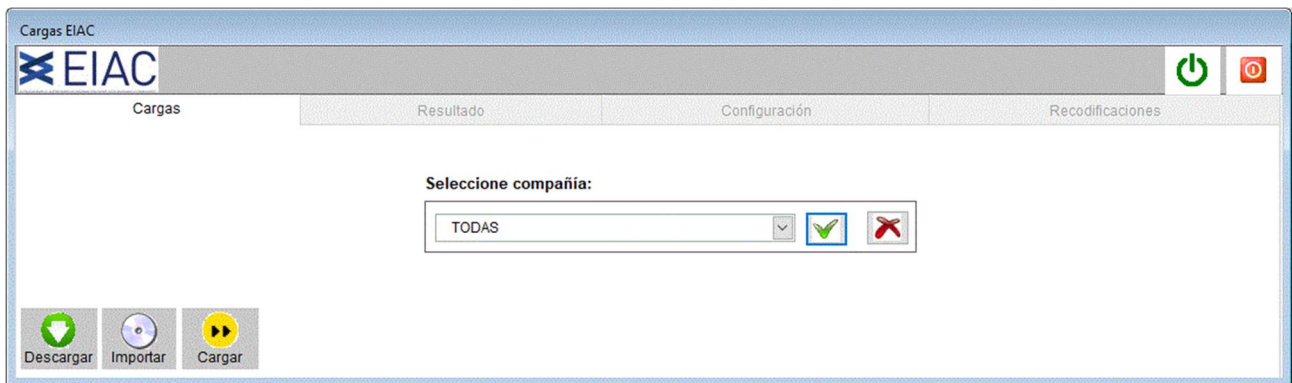 Cargas EIAC
EIAC
Cargas
Resultado
Configuración
Recodificaciones
Seleccione compañía:
TODAS
Descargar
Importar
Cargar